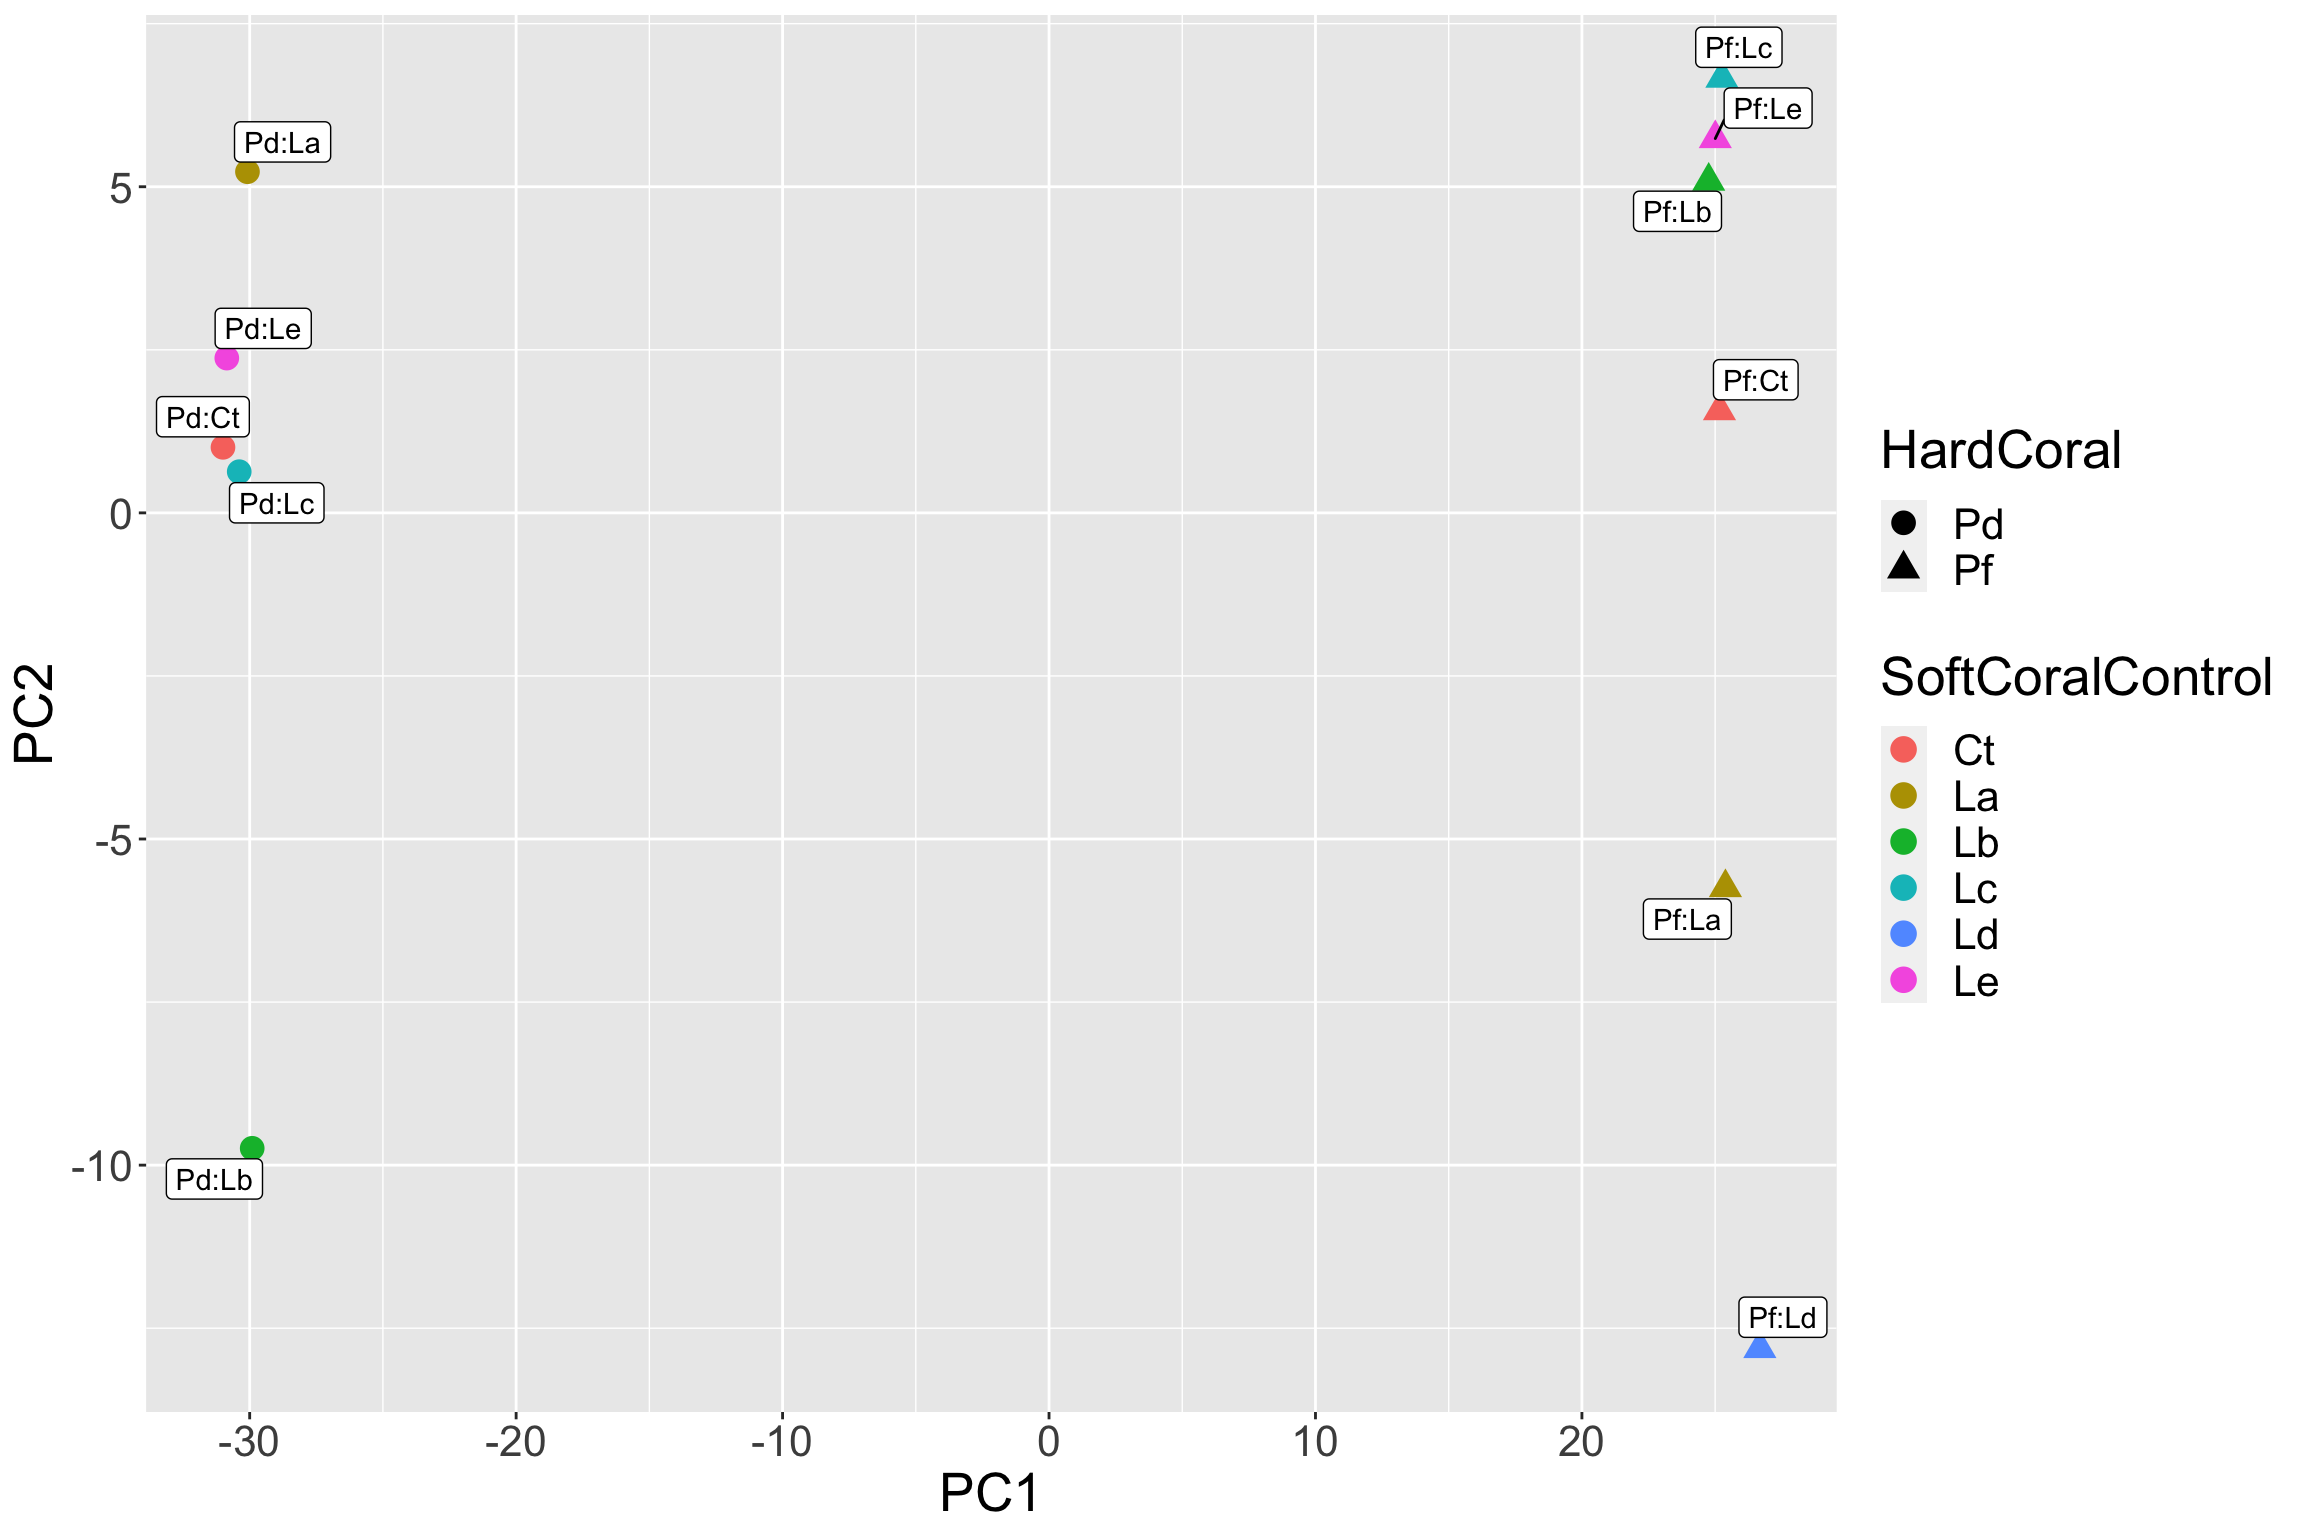 Pf:Lc
Pf:Le
Pd:La
5
Pf:Lb
Pd:Le
Pf:Ct
Pd:Ct
Pd:Lc
0
HardCoral
Pd
Pf
SoftCoralControl
Ct
La
Lb
Lc
Ld
Le
PC2
-5
Pf:La
-10
Pd:Lb
Pf:Ld
-30 -20 -10 0 10 20
PC1